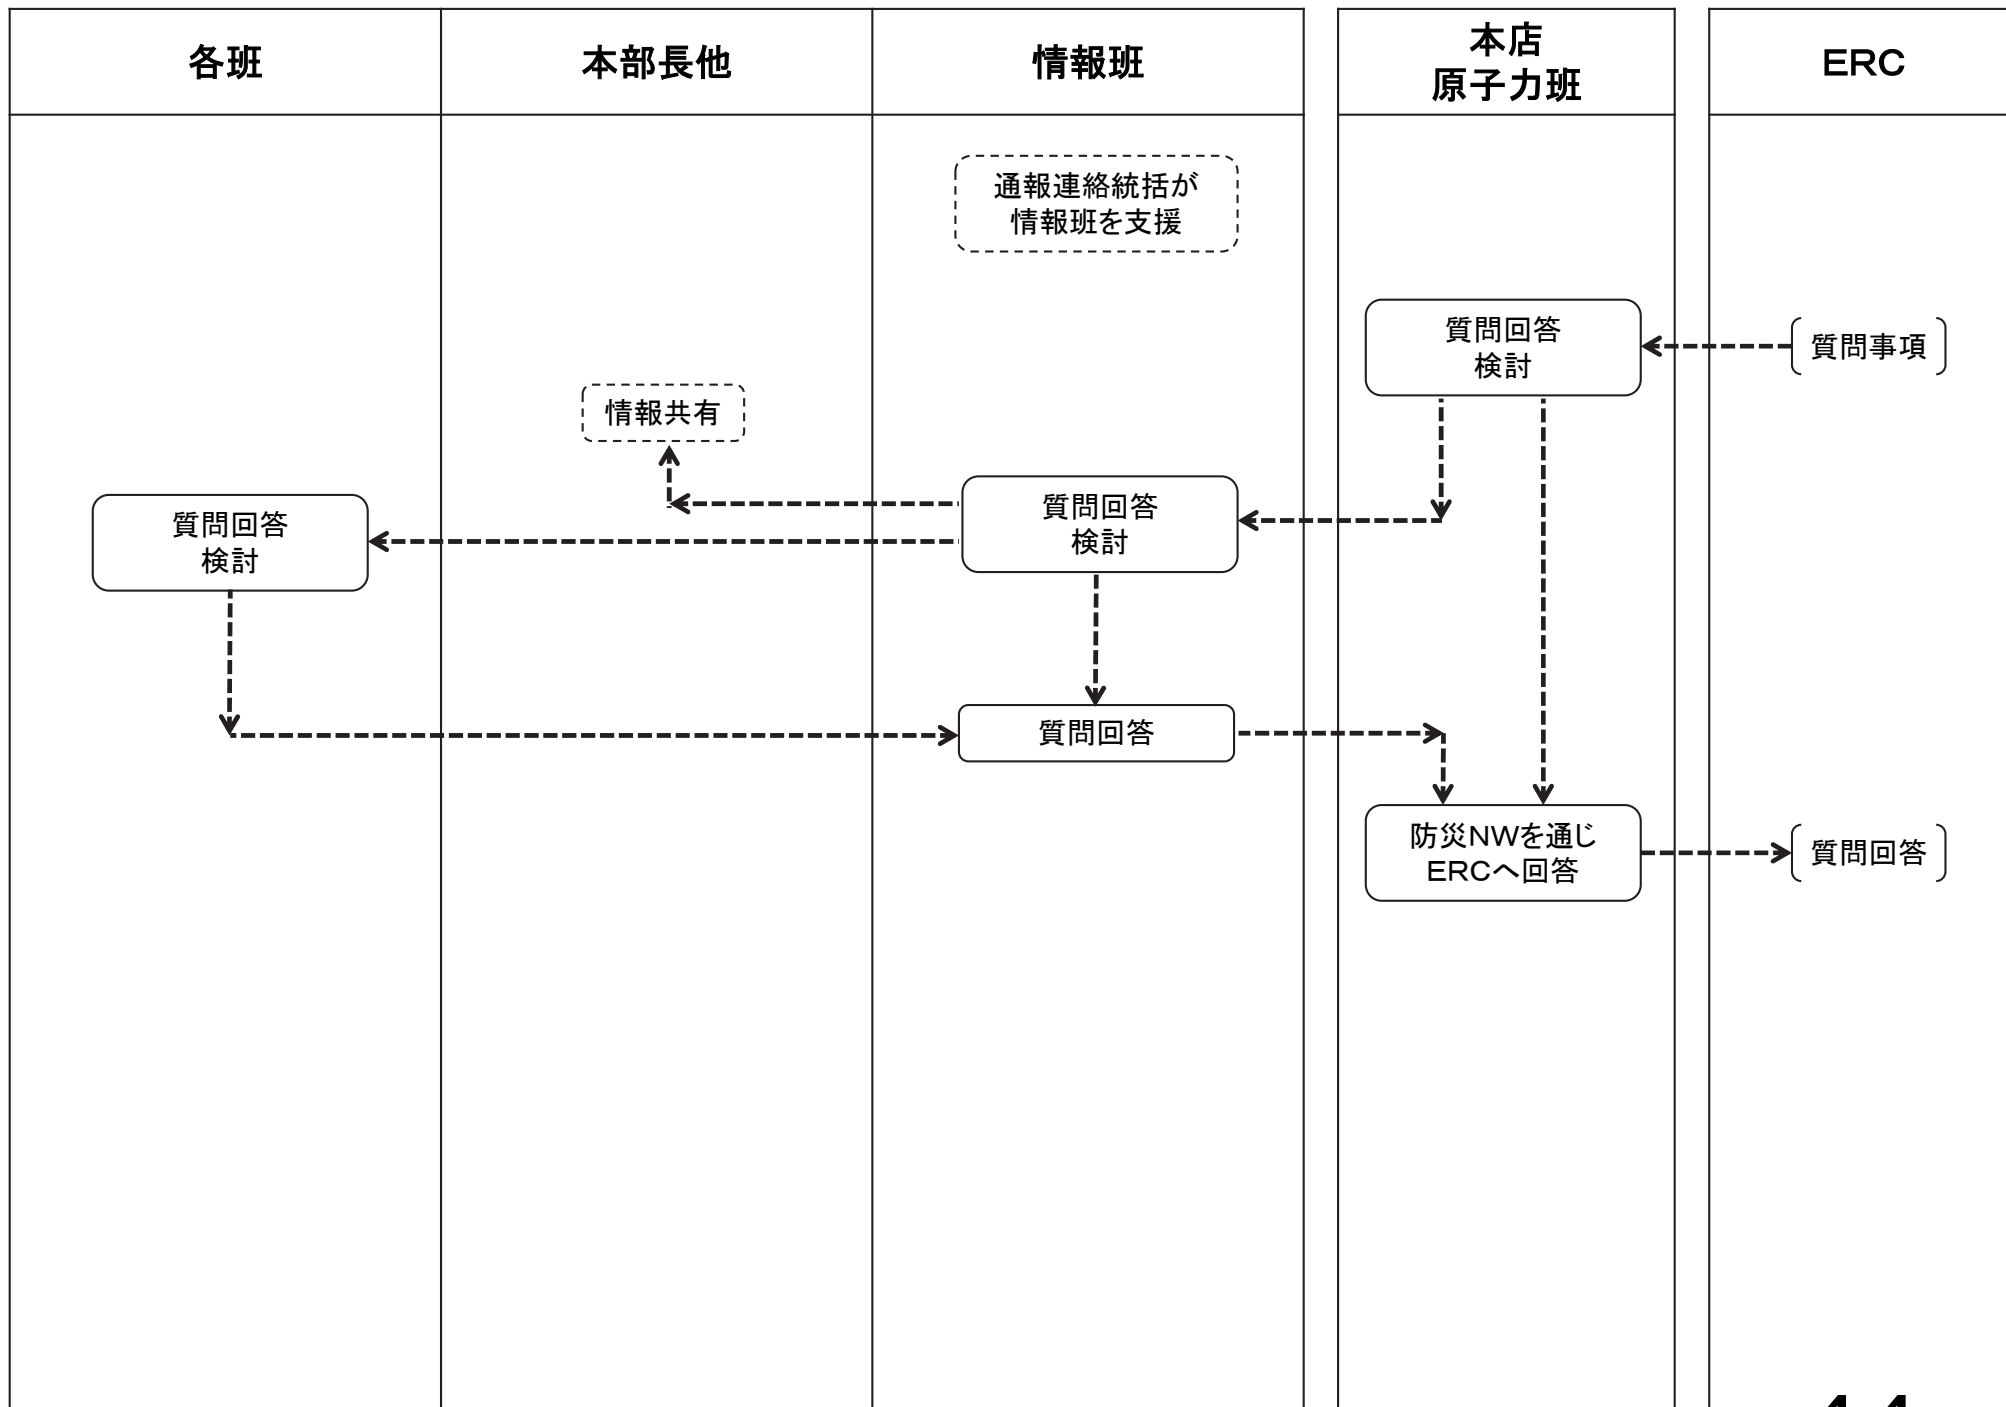 各班
本部長他
情報班
本店
原子力班
ERC
通報連絡統括が
情報班を支援
質問回答
検討
質問事項
情報共有
質問回答
検討
質問回答
検討
質問回答
防災NWを通じ
ERCへ回答
質問回答